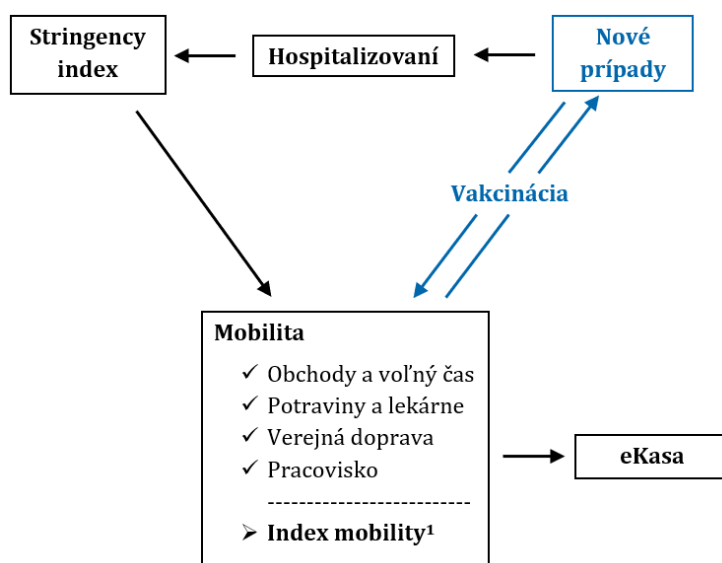 Stringency
index
Hospitalizovaní
Nové
prípady
Vakcinácia
Mobilita
✓ Obchody a voľný čas
✓ Potraviny a lekárne
✓ Verejná doprava
✓ Pracovisko
--------------------------
➢ Index mobility¹
eKasa